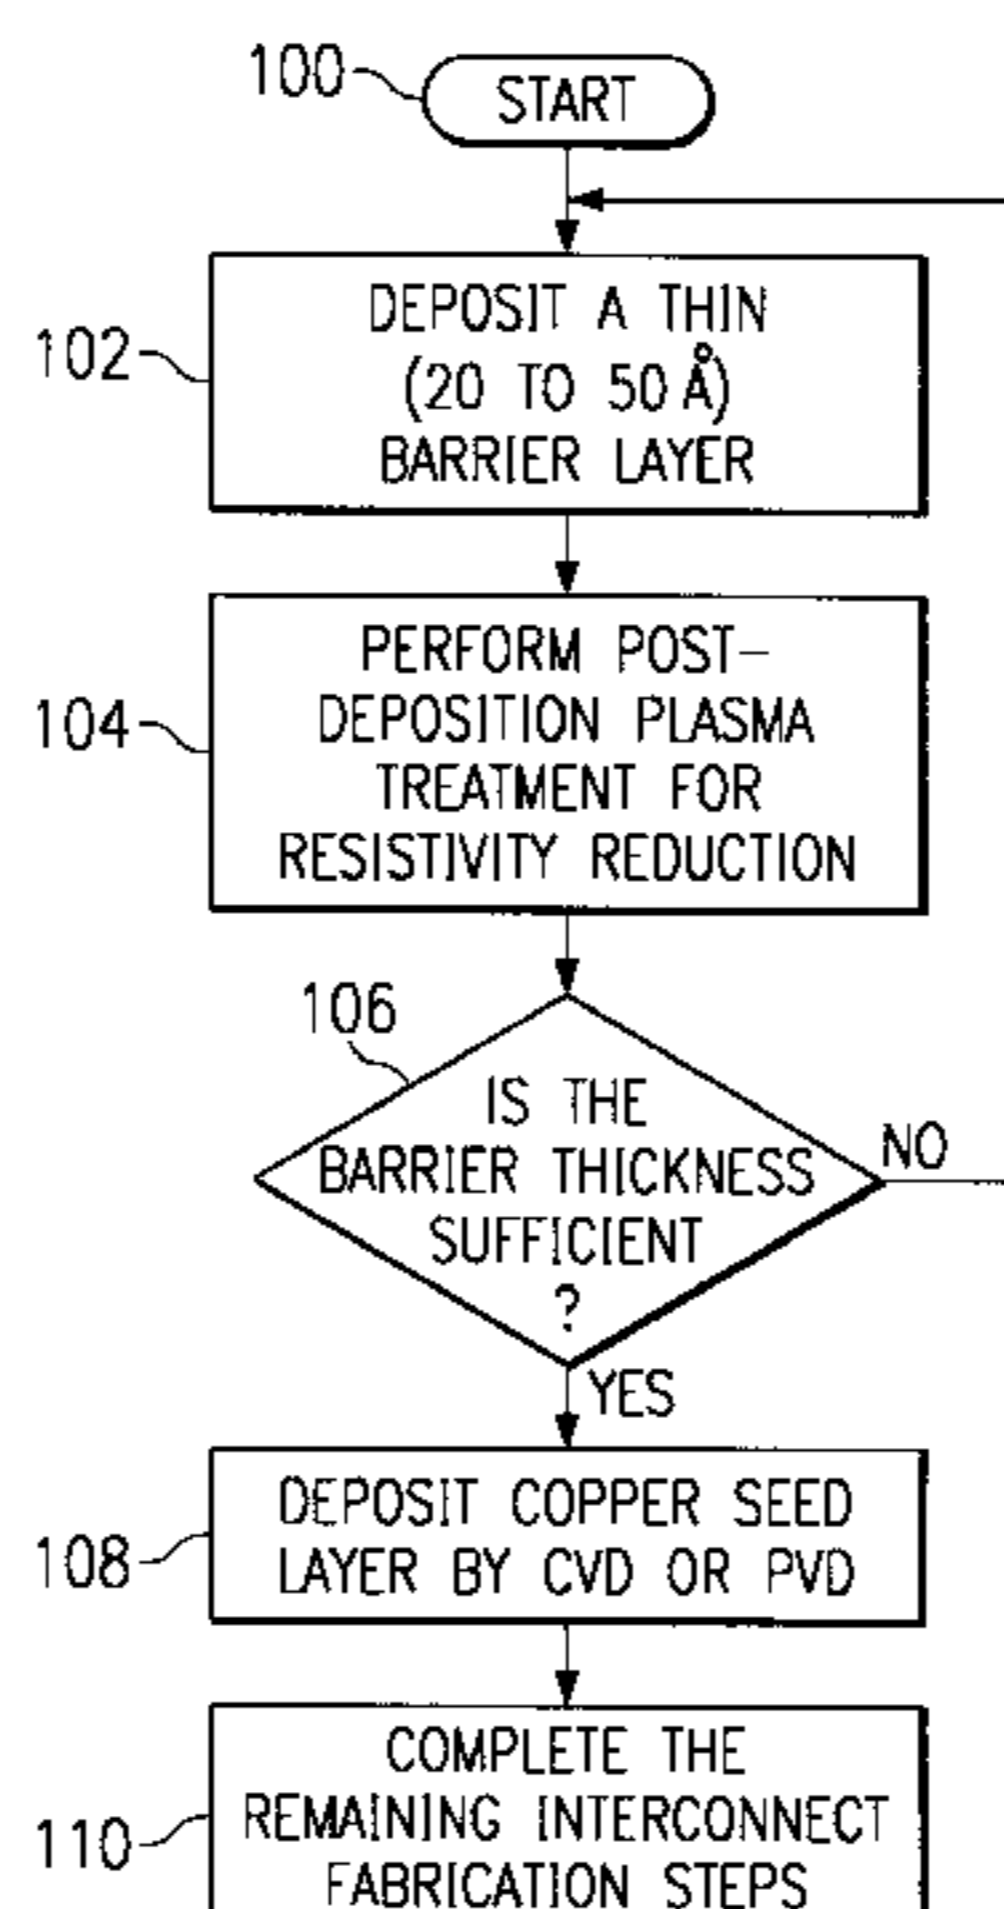 100
START
102
DEPOSIT A THIN
(20 TO 50 Å)
BARRIER LAYER
104
PERFORM POST-
DEPOSITION PLASMA
TREATMENT FOR
RESISTIVITY REDUCTION
106
IS THE
BARRIER THICKNESS
SUFFICIENT
?
NO
YES
108
DEPOSIT COPPER SEED
LAYER BY CVD OR PVD
110
COMPLETE THE
REMAINING INTERCONNECT
FABRICATION STEPS